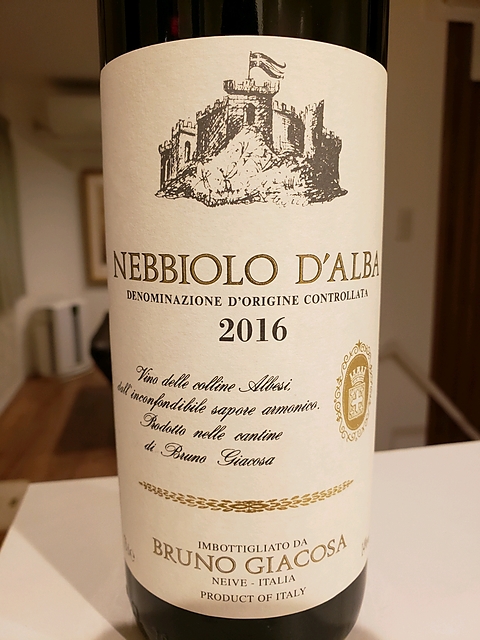 NEBBIOLO D'ALBA
DENOMINAZIONE D'ORIGINE CONTROLLATA
2016
Vino delle colline Albesi,
dall'inconfondibile sapore armonico.
Prodotto nelle cantine
di Bruno Giacosa
IMBOTTIGLIATO DA
BRUNO GIACOSA
NEIVE - ITALIA
PRODUCT OF ITALY